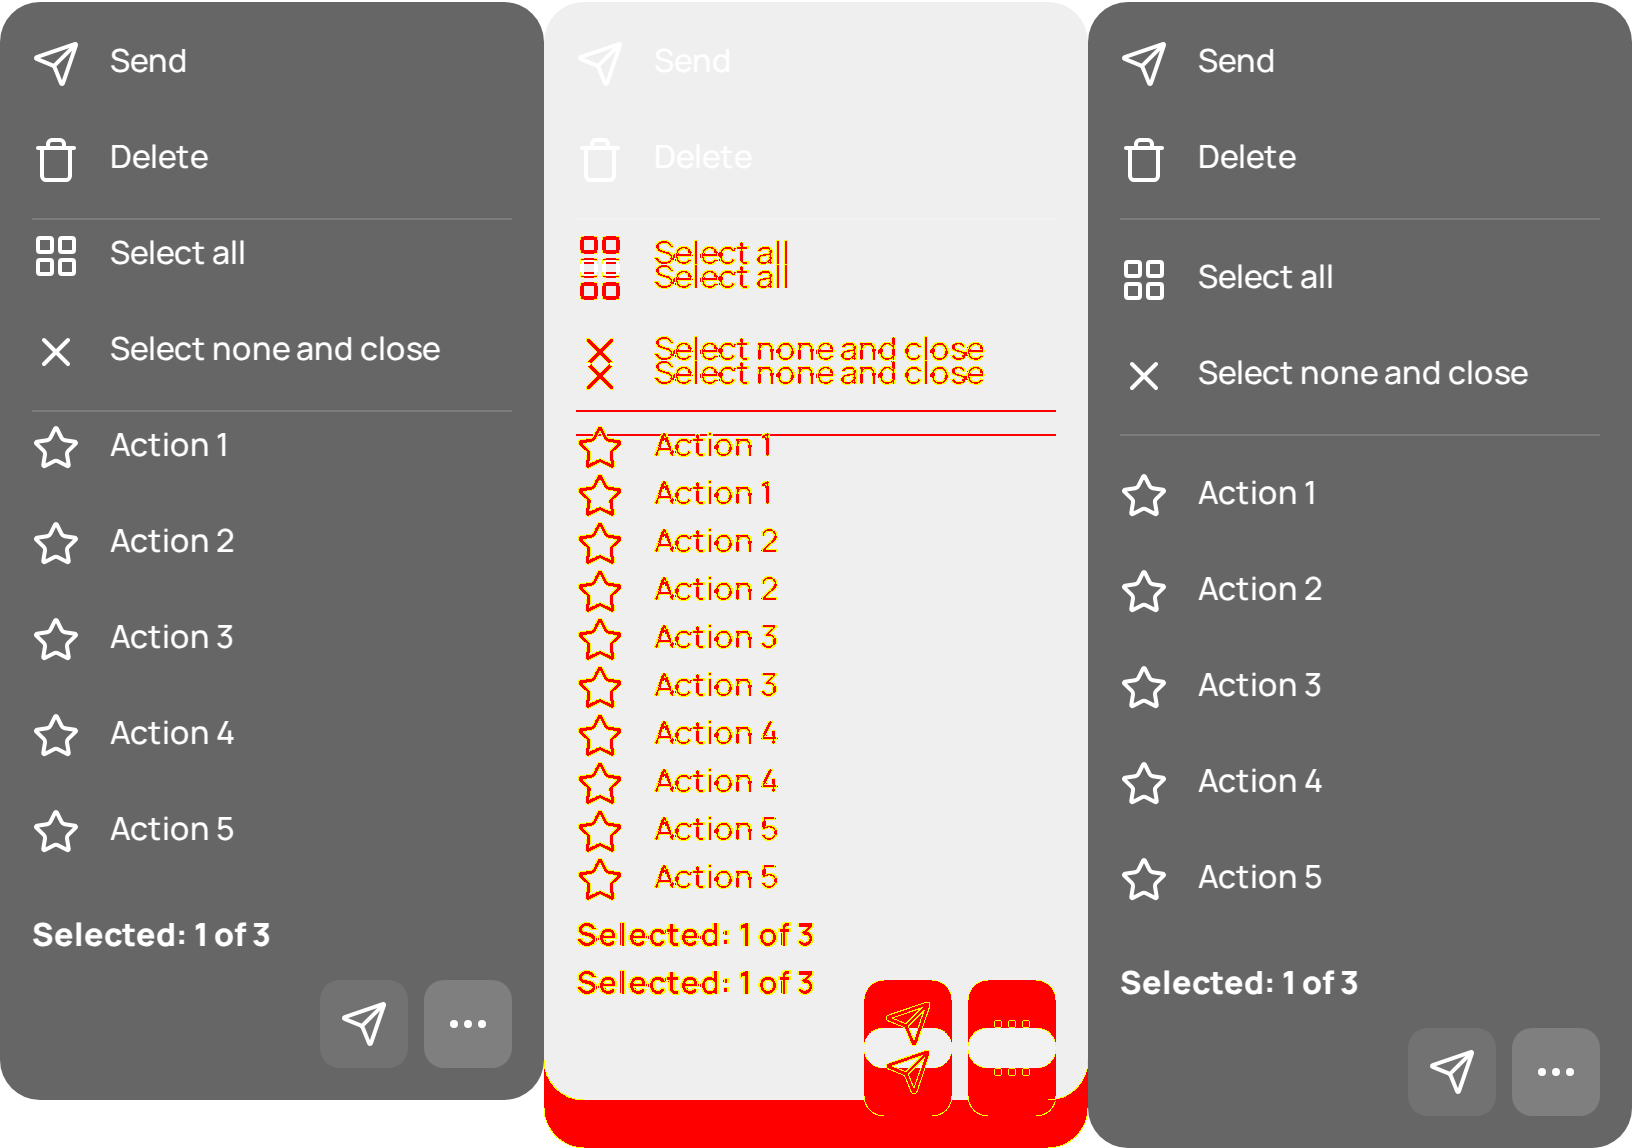 Send
Delete
Select all
Select none and close
Action 1
Action 2
Action 3
Action 4
Action 5
Selected: 1 of 3
Send
Delete
Select all
Select all
Select none and close
Select none and close
Action 1
Action 1
Action 2
Action 2
Action 3
Action 3
Action 4
Action 4
Action 5
Action 5
Selected: 1 of 3
Selected: 1 of 3
Send
Delete
Select all
Select none and close
Action 1
Action 2
Action 3
Action 4
Action 5
Selected: 1 of 3